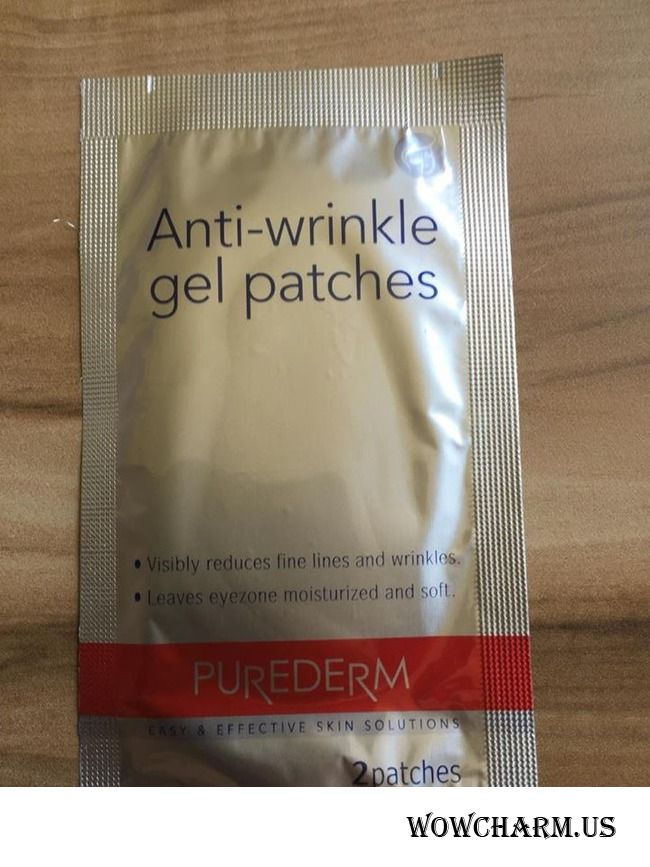 Anti-wrinkle
gel patches
• Visibly reduces fine lines and wrinkles.
• Leaves eyezone moisturized and soft.
PUREDERM
EASY & EFFECTIVE SKIN SOLUTIONS
2patches
WOWCHARM.US